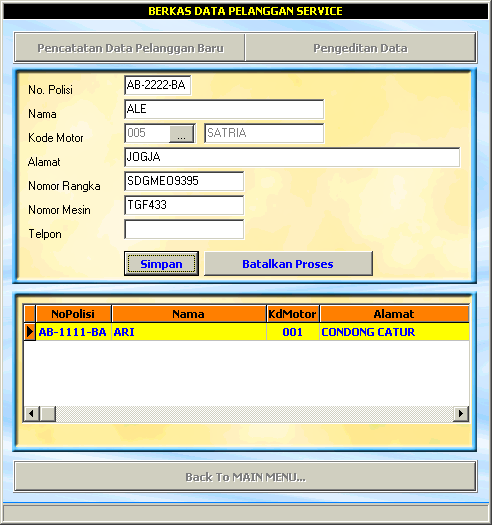 BERKAS DATA PELANGGAN SERVICE
Pencatatan Data Pelanggan Baru Pengeditan Data
No. Polisi AB-2222-BA
Nama ALE
Kode Motor 005 ... SATRIA
Alamat JOGJA
Nomor Rangka SDGMEO9395
Nomor Mesin TGF433
Telpon
Simpan Batalkan Proses
NoPolisi Nama KdMotor Alamat
AB-1111-BA ARI 001 CONDONG CATUR
Back To MAIN MENU...